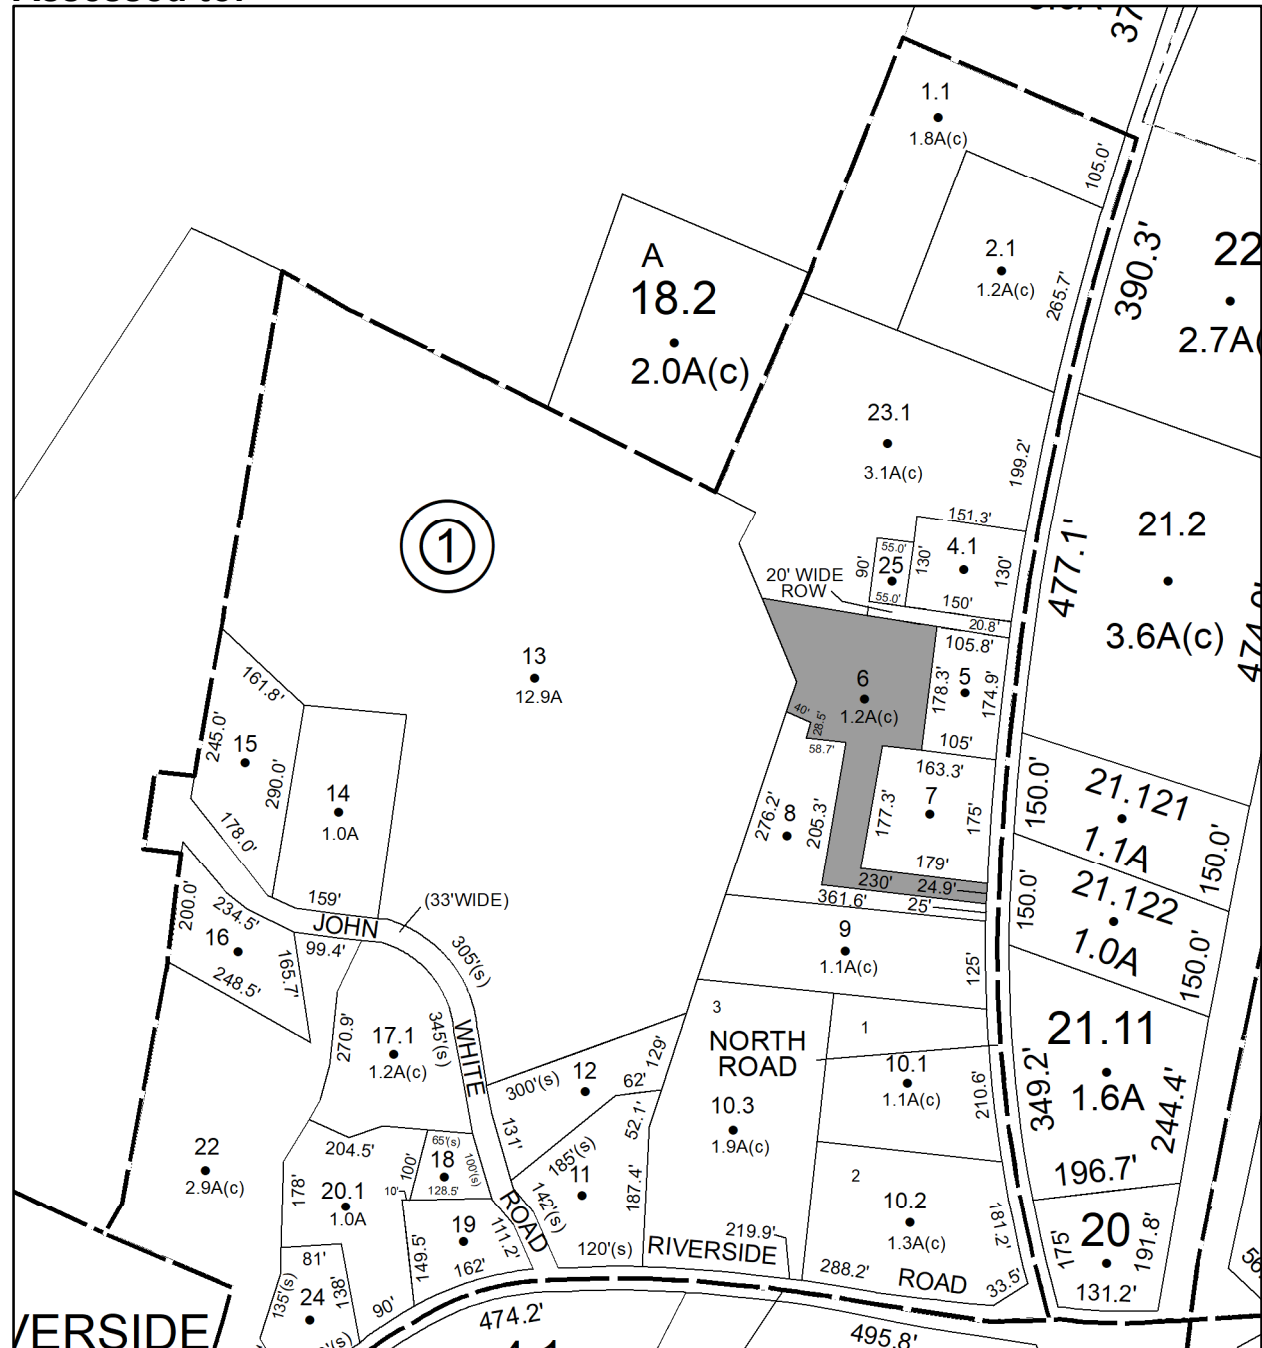 1.1
1.8A(c)
105.0'
390.3'
22
A
18.2
2.0A(c)
2.1
1.2A(c)
265.7'
2.7A(
23.1
3.1A(c)
199.2'
1
151.3'
55.0'
90'
25
130'
4.1
130'
477.1'
21.2
20' WIDE
ROW
55.0'
150'
20.8'
3.6A(c)
105.8'
13
12.9A
6
1.2A(c)
178.3'
5
174.9'
40'
28.5'
58.7'
105'
161.8'
245.0'
15
290.0'
14
1.0A
178.0'
163.3'
276.2'
8
205.3'
177.3'
7
175'
150.0'
21.121
1.1A
150.0'
179'
230'
24.9'
361.6'
25'
150.0'
21.122
1.0A
150.0'
159'
(33'WIDE)
JOHN
WHITE
ROAD
200.0'
234.5'
16
248.5'
165.7'
99.4'
305'(s)
9
1.1A(c)
125'
270.9'
17.1
1.2A(c)
345'(s)
3
NORTH
ROAD
1
10.1
1.1A(c)
210.6'
349.2'
21.11
1.6A
244.4'
300'(s)
12
129'
62'
52.1'
131'
10.3
1.9A(c)
22
2.9A(c)
204.5'
65'(s)
100'
18
100'(s)
128.5'
10'
178'
20.1
1.0A
185'(s)
11
142'(s)
187.4'
2
10.2
1.3A(c)
181.2'
196.7'
175'
20
191.8'
131.2'
149.5'
19
111.2'
162'
120'(s)
219.9'
RIVERSIDE
ROAD
288.2'
33.5'
81'
135'(s)
138'
24
90'
474.2'
495.8'
VERSIDE